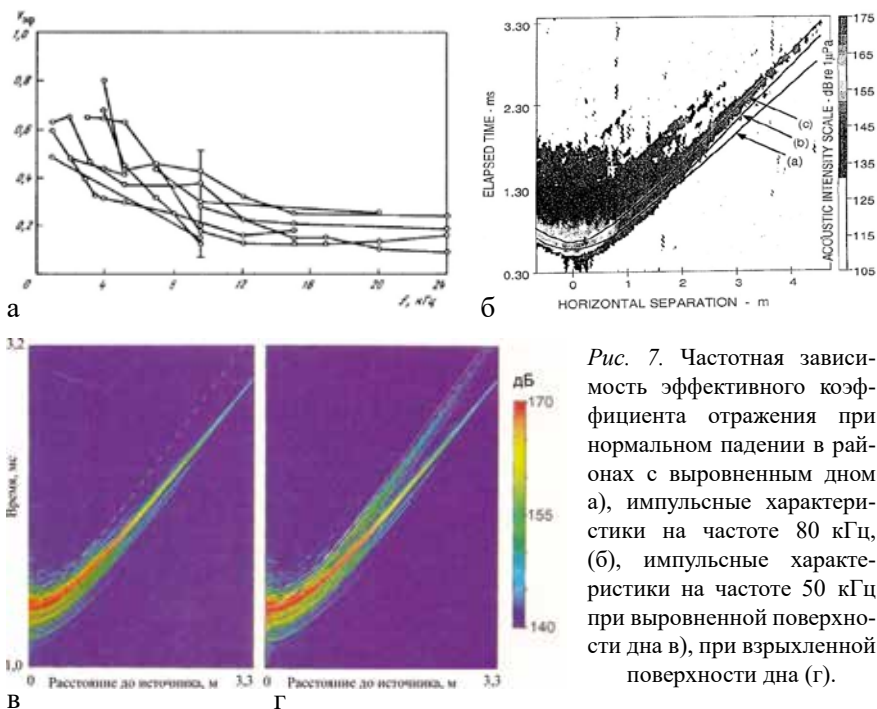 Vэф
1,0
0,8
0,6
0,4
0,2
0
4
8
12
16
20
24
f, кГц
а
3.30
2.30
1.30
0.30
ELAPSED TIME - ms
0
1
2
3
4
HORIZONTAL SEPARATION - m
(c)
(b)
(a)
ACOUSTIC INTENSITY SCALE - dB re 1µPa
175
165
155
145
135
125
115
105
б
3,2
Время, мс
1,0
0
Расстояние до источника, м
3,3
в
0
Расстояние до источника, м
3,3
г
дБ
170
155
140
Рис. 7. Частотная зависи-
мость эффективного коэф-
фициента отражения при
нормальном падении в рай-
онах с выровненным дном
а), импульсные характери-
стики на частоте 80 кГц,
(б), импульсные характе-
ристики на частоте 50 кГц
при выровненной поверхно-
сти дна в), при взрыхленной
поверхности дна (г).